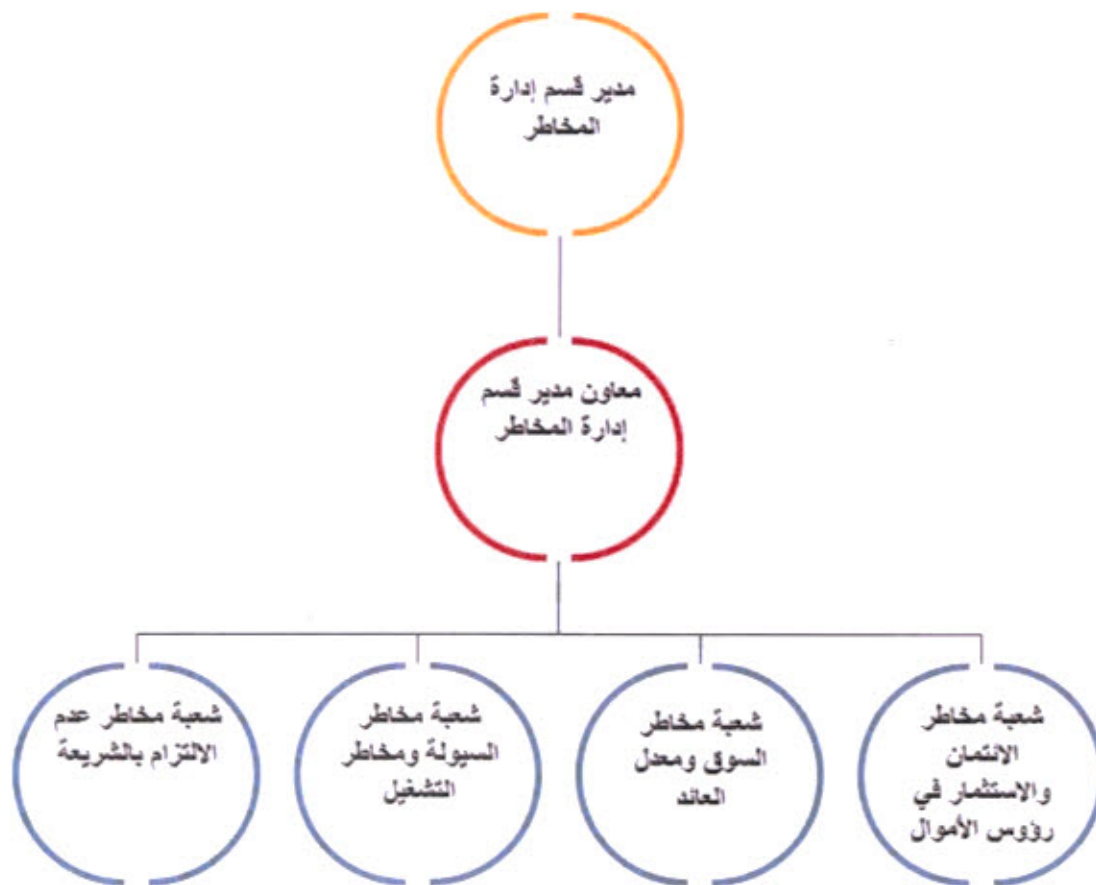 مدير قسم إدارة
المخاطر
معاون مدير قسم
إدارة المخاطر
شعبة مخاطر
الائتمان
والاستثمار في
رؤوس الأموال
شعبة مخاطر
السوق ومعدل
العائد
شعبة مخاطر
السيولة ومخاطر
التشغيل
شعبة مخاطر عدم
الالتزام بالشريعة